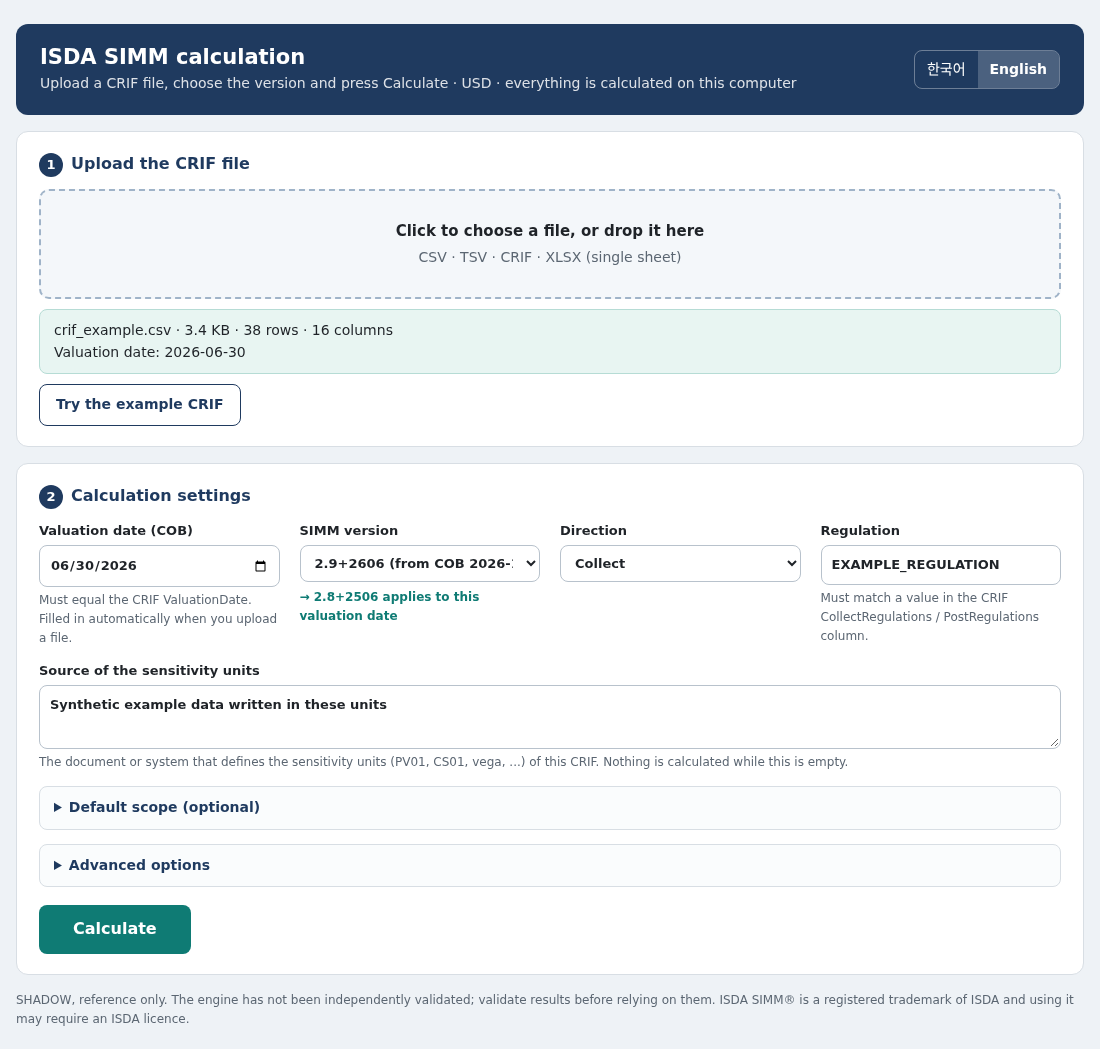 ISDA SIMM calculation
Upload a CRIF file, choose the version and press Calculate · USD · everything is calculated on this computer
한국어
English
1
Upload the CRIF file
Click to choose a file, or drop it here
CSV · TSV · CRIF · XLSX (single sheet)
crif_example.csv · 3.4 KB · 38 rows · 16 columns
Valuation date: 2026-06-30
Try the example CRIF
2
Calculation settings
Valuation date (COB)
06/30/2026
Must equal the CRIF ValuationDate.
Filled in automatically when you upload
a file.
SIMM version
2.9+2606 (from COB 2026-
→ 2.8+2506 applies to this
valuation date
Direction
Collect
Regulation
EXAMPLE_REGULATION
Must match a value in the CRIF
CollectRegulations / PostRegulations
column.
Source of the sensitivity units
Synthetic example data written in these units
The document or system that defines the sensitivity units (PV01, CS01, vega, ...) of this CRIF. Nothing is calculated while this is empty.
Default scope (optional)
Advanced options
Calculate
SHADOW, reference only. The engine has not been independently validated; validate results before relying on them. ISDA SIMM® is a registered trademark of ISDA and using it
may require an ISDA licence.